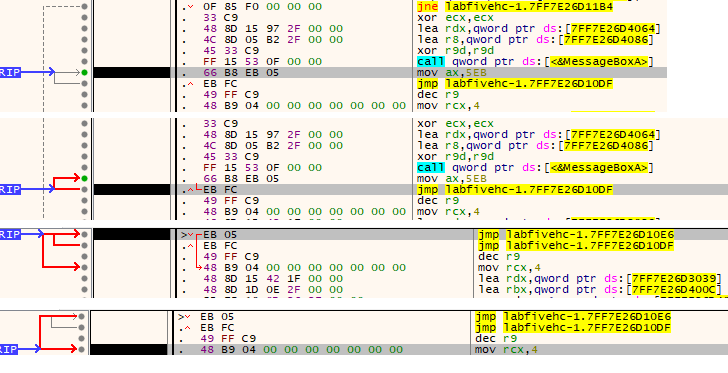 . 0F 85 F0 00 00 00 jne labfivehc-1.7FF7E26D11B4
. 33 C9 xor ecx,ecx
. 48 8D 15 97 2F 00 00 lea rdx,qword ptr ds:[7FF7E26D4064]
. 4C 8D 05 B2 2F 00 00 lea r8,qword ptr ds:[7FF7E26D4086]
. 45 33 C9 xor r9d,r9d
. FF 15 53 0F 00 00 call qword ptr ds:[<&MessageBoxA>]
RIP . 66 B8 EB 05 mov ax,5EB
. EB FC jmp labfivehc-1.7FF7E26D10DF
. 49 FF C9 dec r9
. 48 B9 04 00 00 00 00 00 00 00 mov rcx,4
. 33 C9 xor ecx,ecx
. 48 8D 15 97 2F 00 00 lea rdx,qword ptr ds:[7FF7E26D4064]
. 4C 8D 05 B2 2F 00 00 lea r8,qword ptr ds:[7FF7E26D4086]
. 45 33 C9 xor r9d,r9d
. FF 15 53 0F 00 00 call qword ptr ds:[<&MessageBoxA>]
. 66 B8 EB 05 mov ax,5EB
RIP . EB FC jmp labfivehc-1.7FF7E26D10DF
. 49 FF C9 dec r9
. 48 B9 04 00 00 00 00 00 00 00 mov rcx,4
RIP > EB 05 jmp labfivehc-1.7FF7E26D10E6
. EB FC jmp labfivehc-1.7FF7E26D10DF
. 49 FF C9 dec r9
. 48 B9 04 00 00 00 00 00 00 00 mov rcx,4
. 48 8D 15 42 1F 00 00 lea rdx,qword ptr ds:[7FF7E26D3039]
. 48 8D 1D 0E 2F 00 00 lea rbx,qword ptr ds:[7FF7E26D400C]
> EB 05 jmp labfivehc-1.7FF7E26D10E6
. EB FC jmp labfivehc-1.7FF7E26D10DF
. 49 FF C9 dec r9
RIP . 48 B9 04 00 00 00 00 00 00 00 mov rcx,4